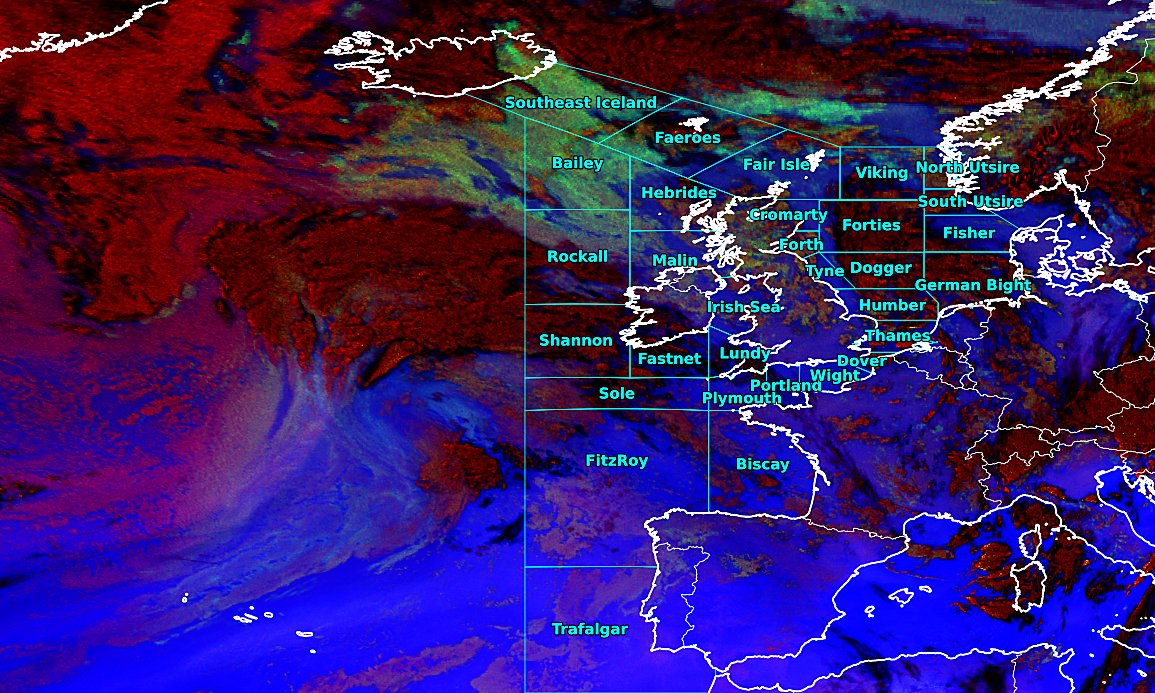 Southeast Iceland
Faeroes
Bailey
Fair Isle
Viking
North Utsire
Hebrides
South Utsire
Cromarty
Forties
Fisher
Forth
Rockall
Malin
Tyne
Dogger
German Bight
Irish Sea
Humber
Shannon
Thames
Fastnet
Lundy
Dover
Wight
Portland
Sole
Plymouth
FitzRoy
Biscay
Trafalgar